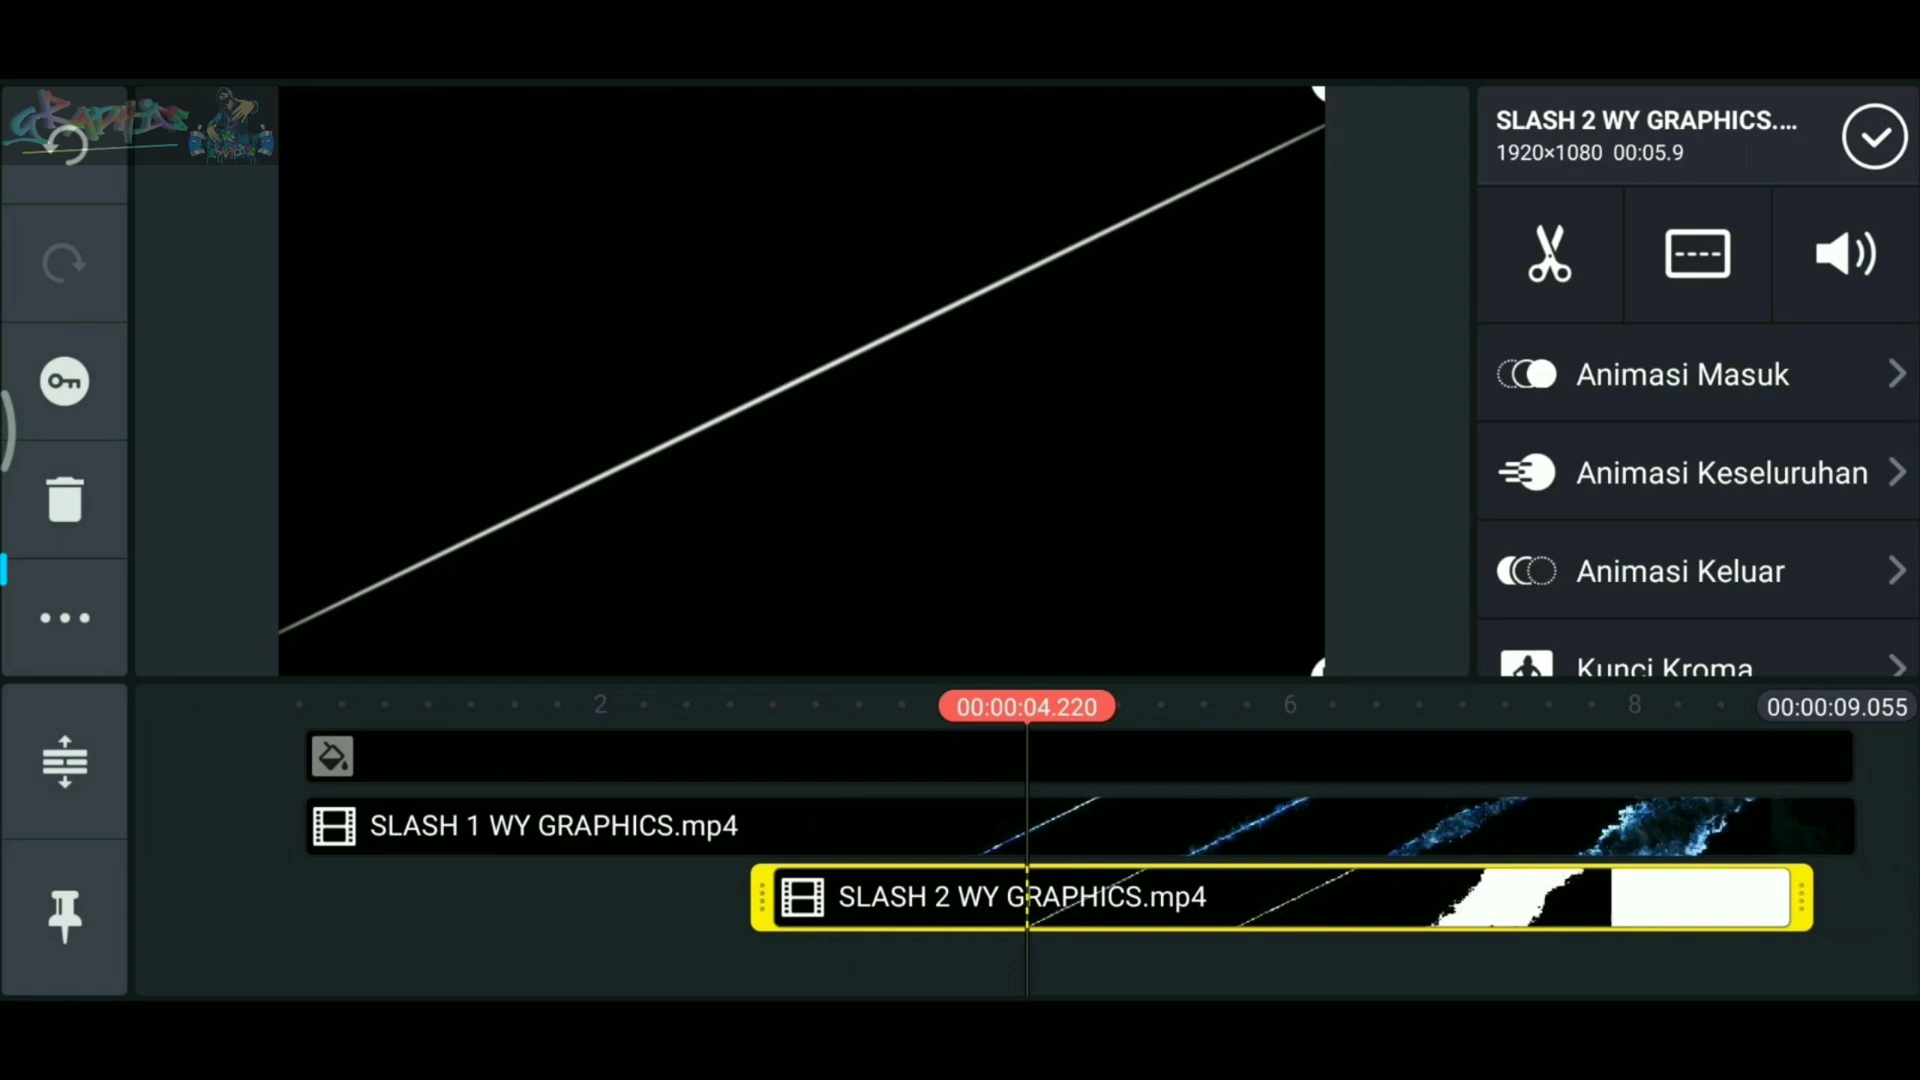 GRAPHICS
SLASH 2 WY GRAPHICS....
1920×1080 00:05.9
Animasi Masuk
Animasi Keseluruhan
Animasi Keluar
Kunci Kroma
2
00:00:04.220
6
8
00:00:09.055
SLASH 1 WY GRAPHICS.mp4
SLASH 2 WY GRAPHICS.mp4